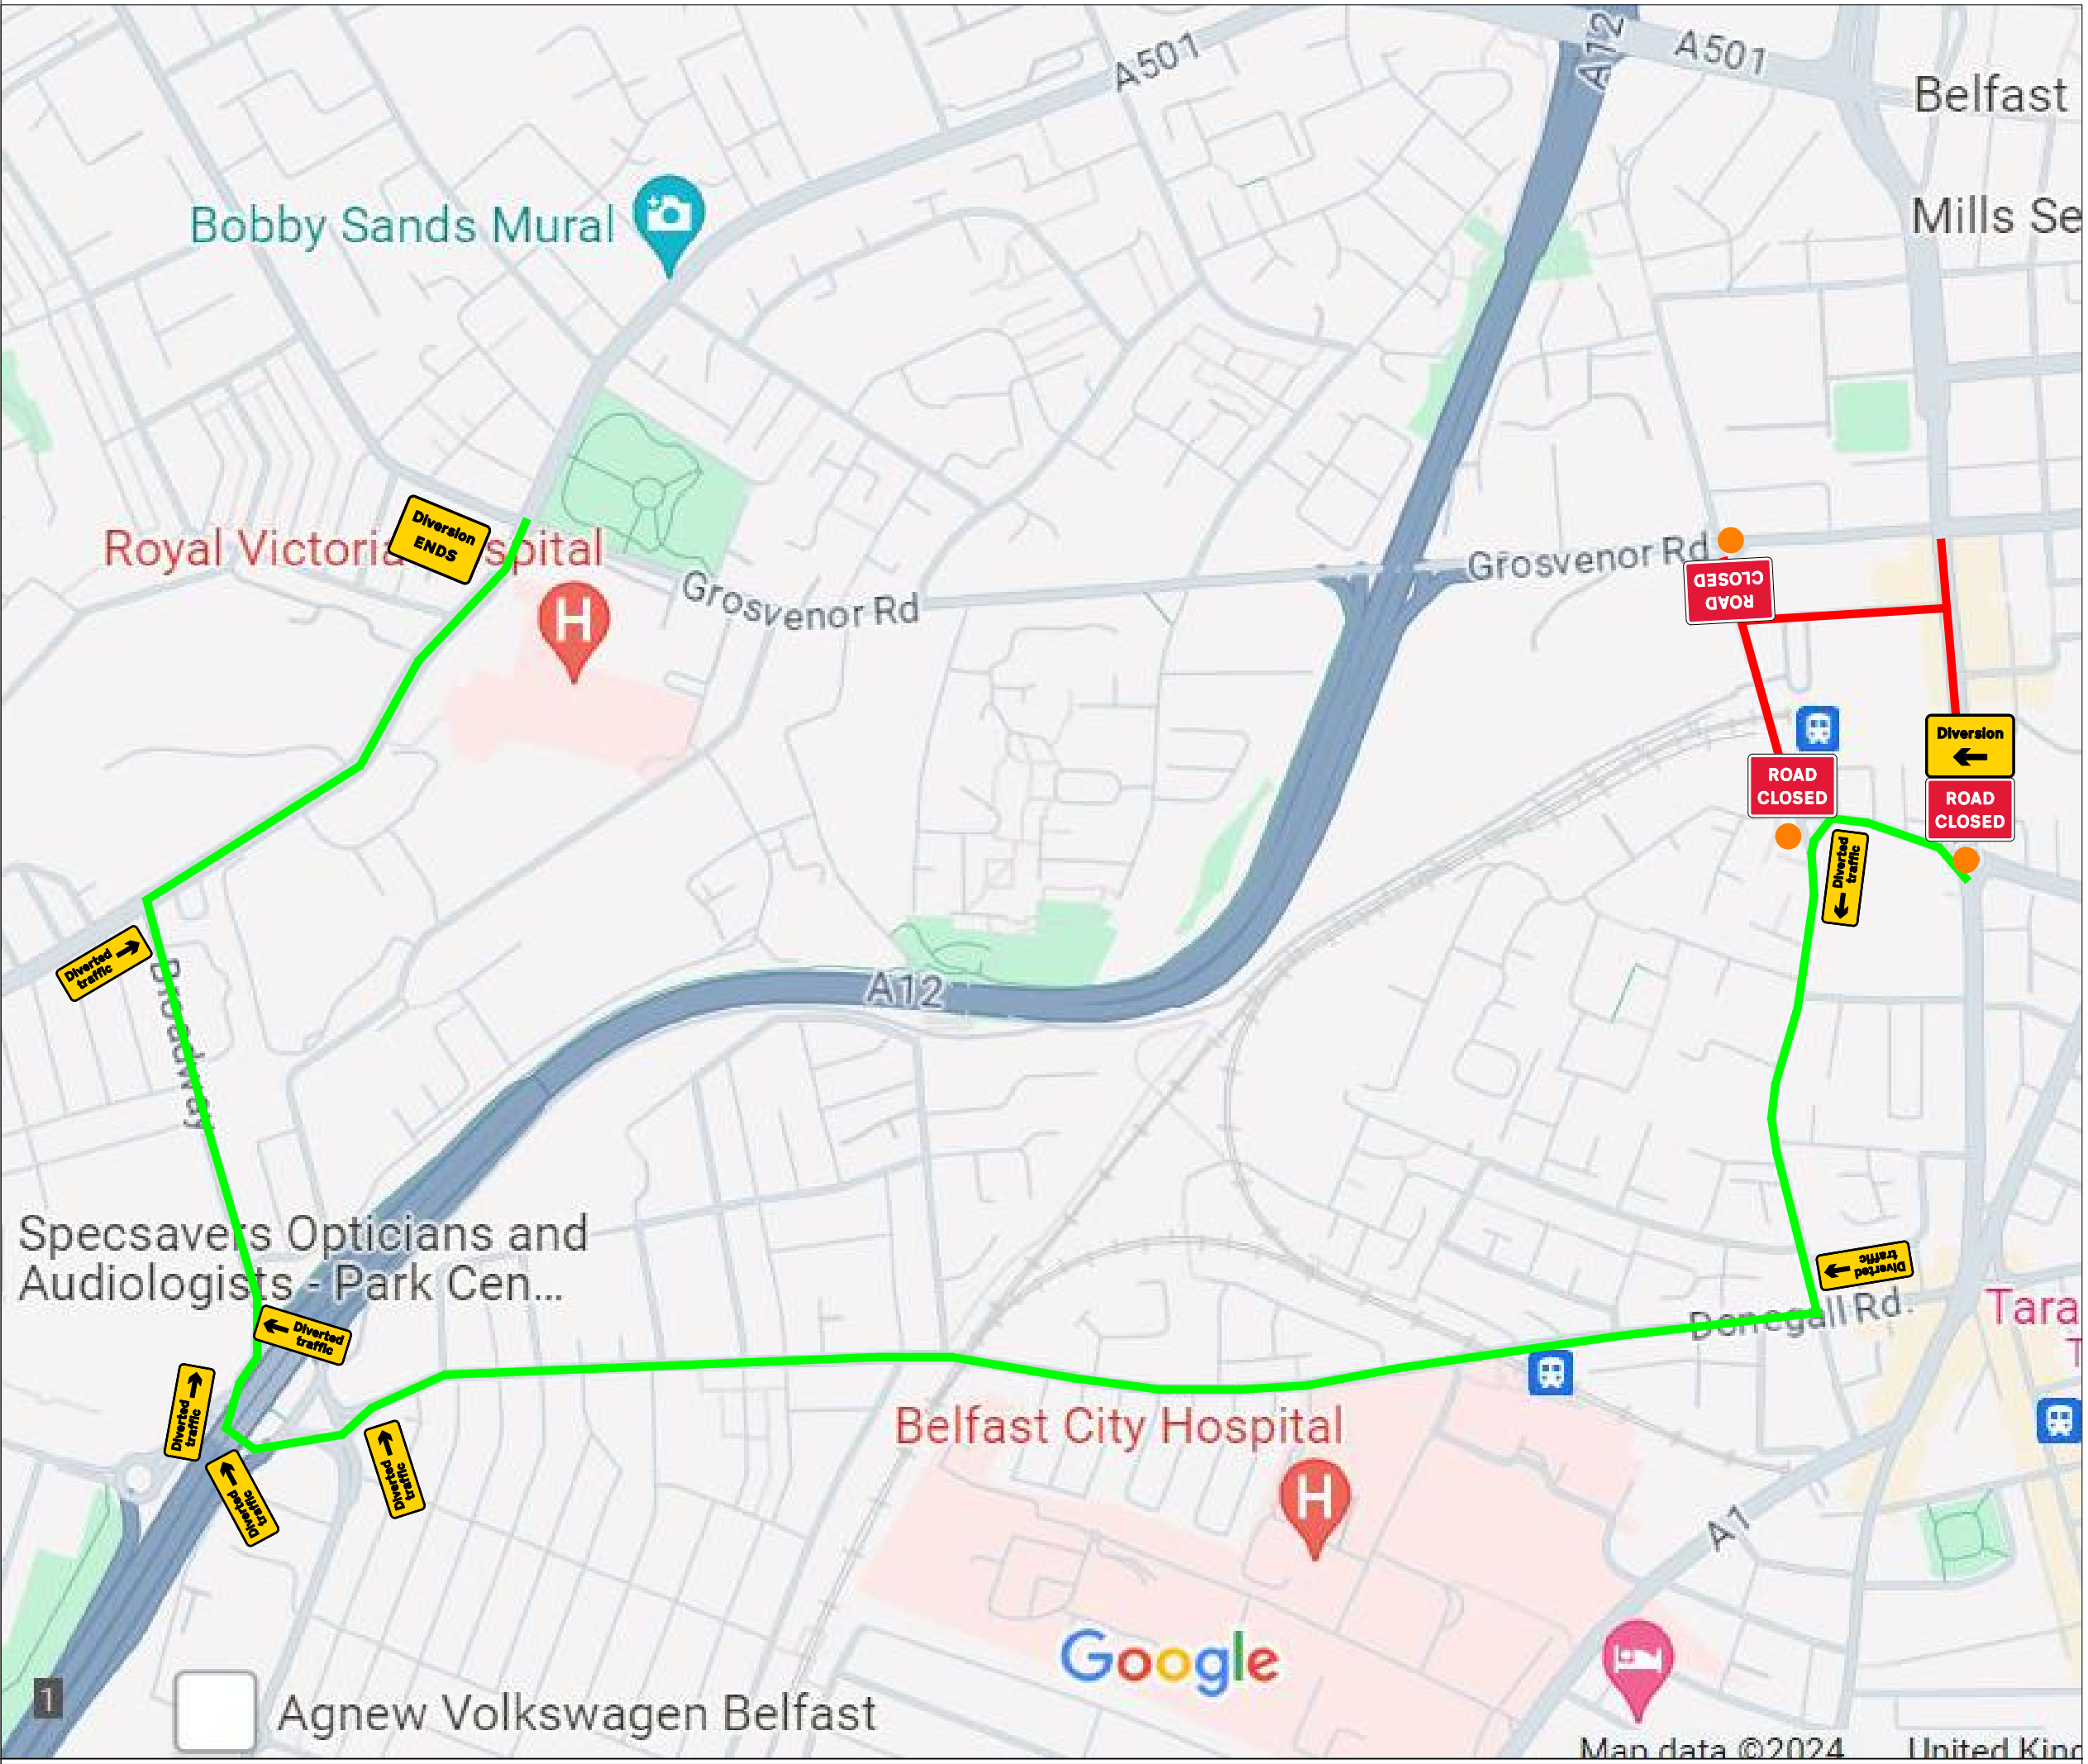 A12
A501
A501
Belfast
Bobby Sands Mural
Mills Se
Diversion
ENDS
Royal Victoria
spital
H
Grosvenor Rd
Grosvenor Rd
ROAD
CLOSED
Diversion
ROAD
CLOSED
ROAD
CLOSED
Diverted
traffic
Diverted
traffic
Broadway
A12
Specsavers Opticians and
Audiologists - Park Cen...
Diverted
traffic
Donegall Rd.
Tara
T
Diverted
traffic
Diverted
traffic
Diverted
traffic
Diverted
traffic
Belfast City Hospital
H
A1
Google
1
Agnew Volkswagen Belfast
Map data ©2024
United King